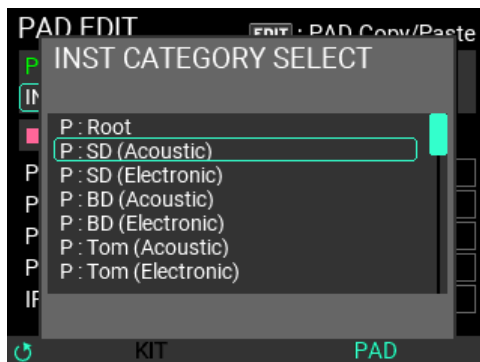 PAD EDIT
EDIT : PAD Copy/Paste
INST CATEGORY SELECT
P : Root
P : SD (Acoustic)
P : SD (Electronic)
P : BD (Acoustic)
P : BD (Electronic)
P : Tom (Acoustic)
P : Tom (Electronic)
KIT
PAD